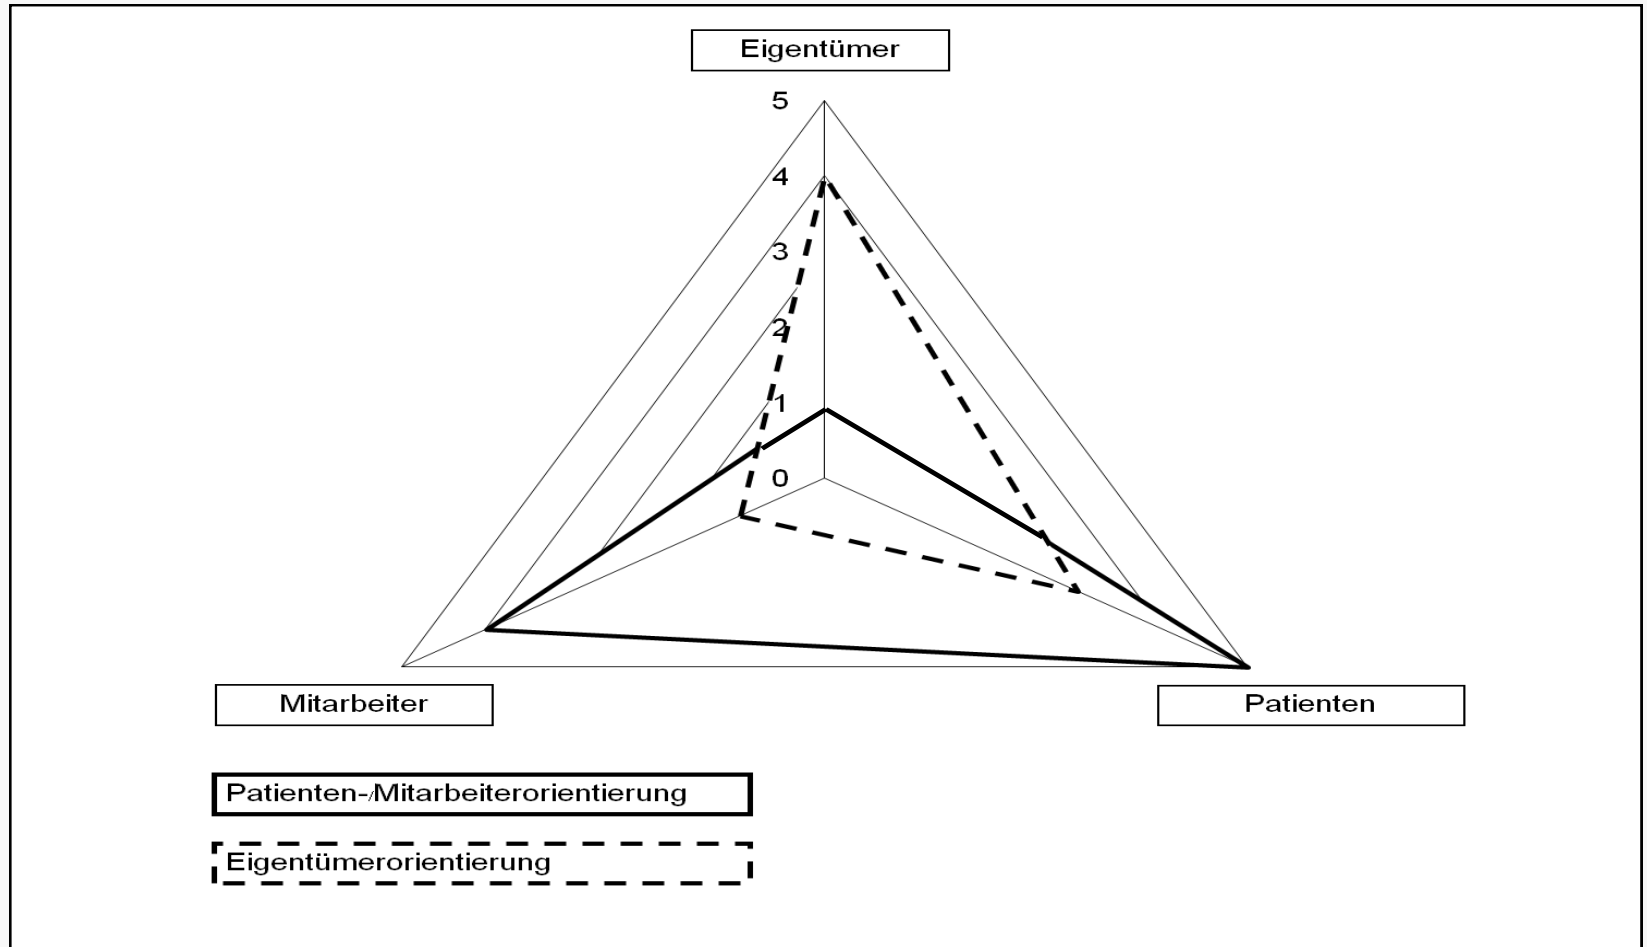 Eigentümer
5
4
3
2
1
0
Mitarbeiter
Patienten
Patienten-/Mitarbeiterorientierung
Eigentümerorientierung